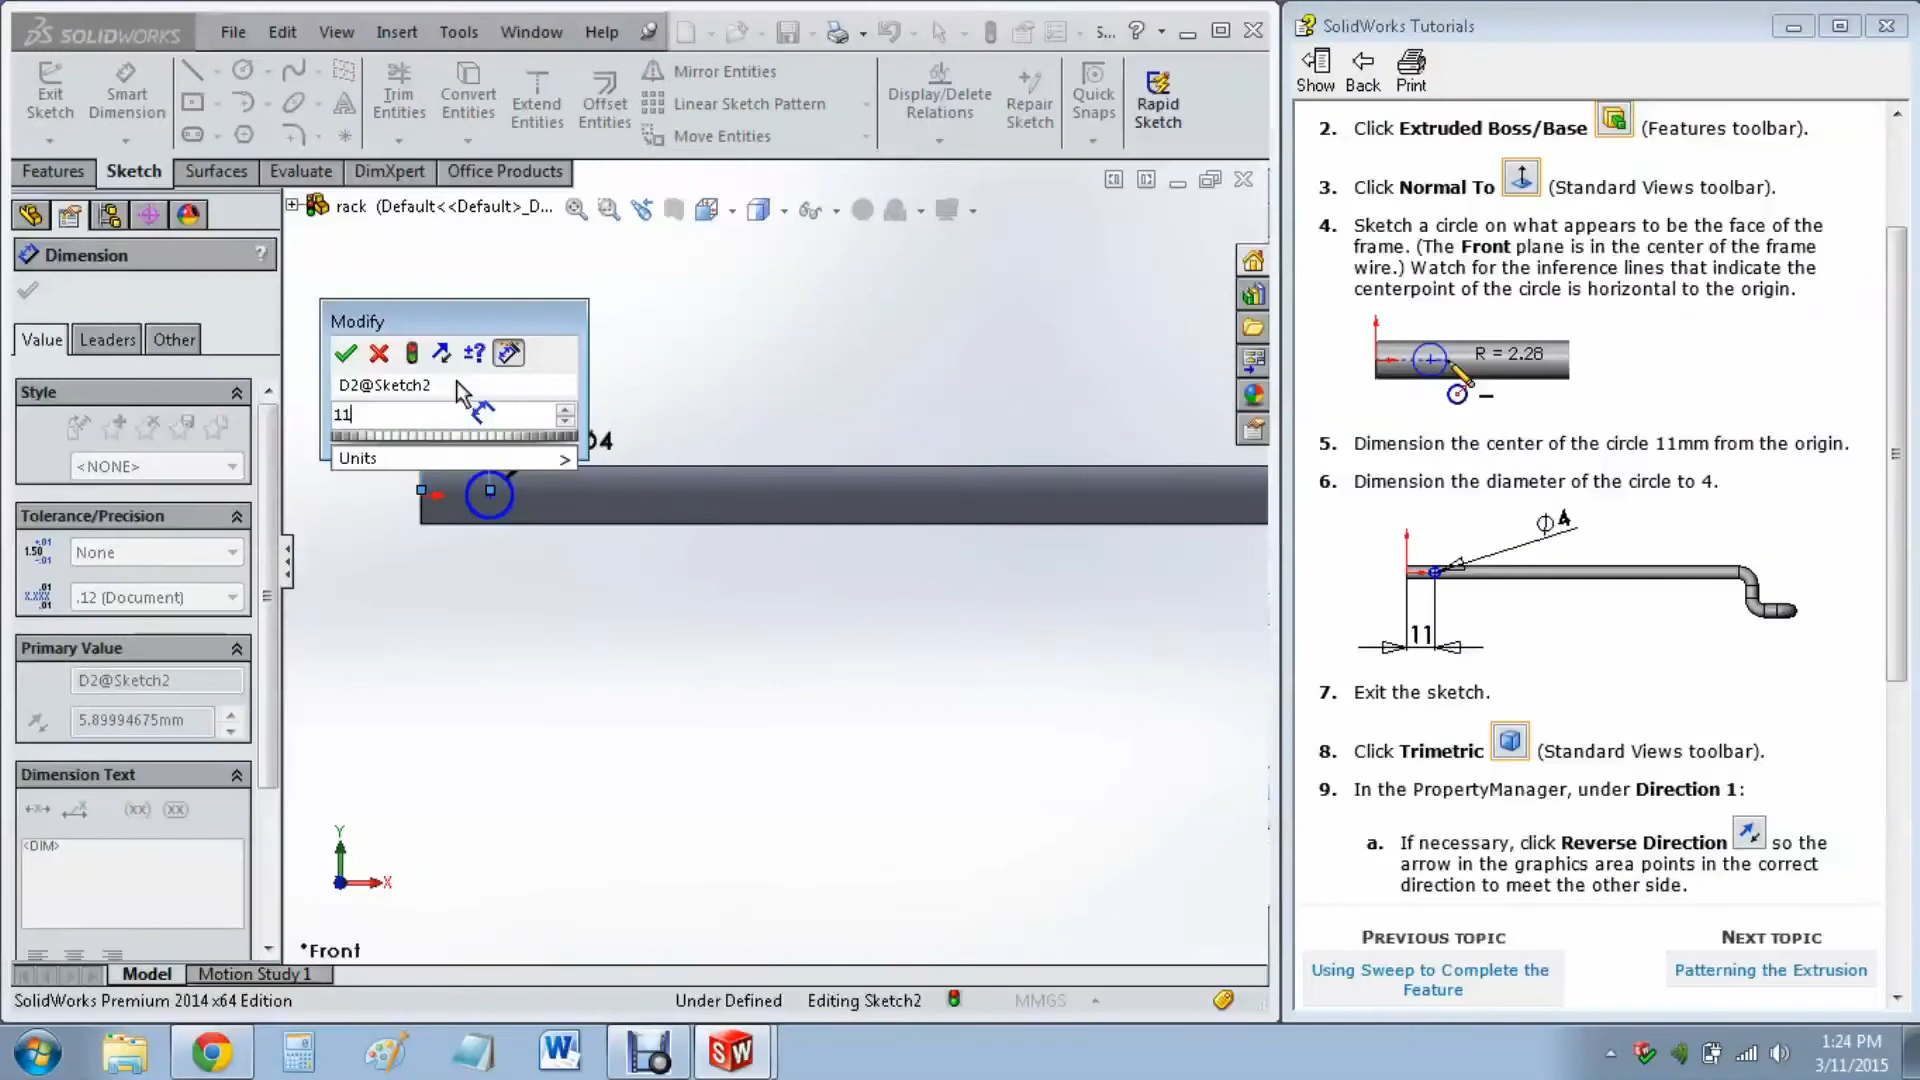 SOLIDWORKS
File Edit View Insert Tools Window Help
5... ?
Exit Sketch
Smart Dimension
Trim Entities
Convert Entities
Extend Entities
Offset Entities
Mirror Entities
Linear Sketch Pattern
Move Entities
Display/Delete Relations
Repair Sketch
Quick Snaps
Rapid Sketch
Features Sketch Surfaces Evaluate DimXpert Office Products
rack (Default<<Default>_D...
Dimension ?
Value Leaders Other
Style
<NONE>
Tolerance/Precision
None
.12 (Document)
Primary Value
D2@Sketch2
5.89994675mm
Dimension Text
(xx) (xx)
<DIM>
Modify
±?
D2@Sketch2
11
Units >
4
Y
X
*Front
Model Motion Study 1
SolidWorks Premium 2014 x64 Edition
Under Defined Editing Sketch2 MMGS
SolidWorks Tutorials
Show Back Print
2. Click Extruded Boss/Base (Features toolbar).
3. Click Normal To (Standard Views toolbar).
4. Sketch a circle on what appears to be the face of the
frame. (The Front plane is in the center of the frame
wire.) Watch for the inference lines that indicate the
centerpoint of the circle is horizontal to the origin.
R = 2.28
5. Dimension the center of the circle 11mm from the origin.
6. Dimension the diameter of the circle to 4.
∅4
11
7. Exit the sketch.
8. Click Trimetric (Standard Views toolbar).
9. In the PropertyManager, under Direction 1:
a. If necessary, click Reverse Direction so the
arrow in the graphics area points in the correct
direction to meet the other side.
PREVIOUS TOPIC
Using Sweep to Complete the
Feature
NEXT TOPIC
Patterning the Extrusion
SW
1:24 PM
3/11/2015